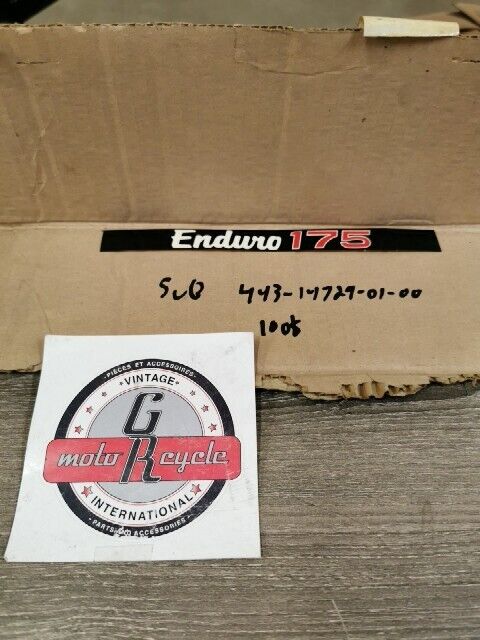 Enduro 175
SUB 443-14729-01-00
100$
PIÈCES ET ACCESSOIRES
VINTAGE
G
moto R cycle
INTERNATIONAL
PARTS AND ACCESSORIES